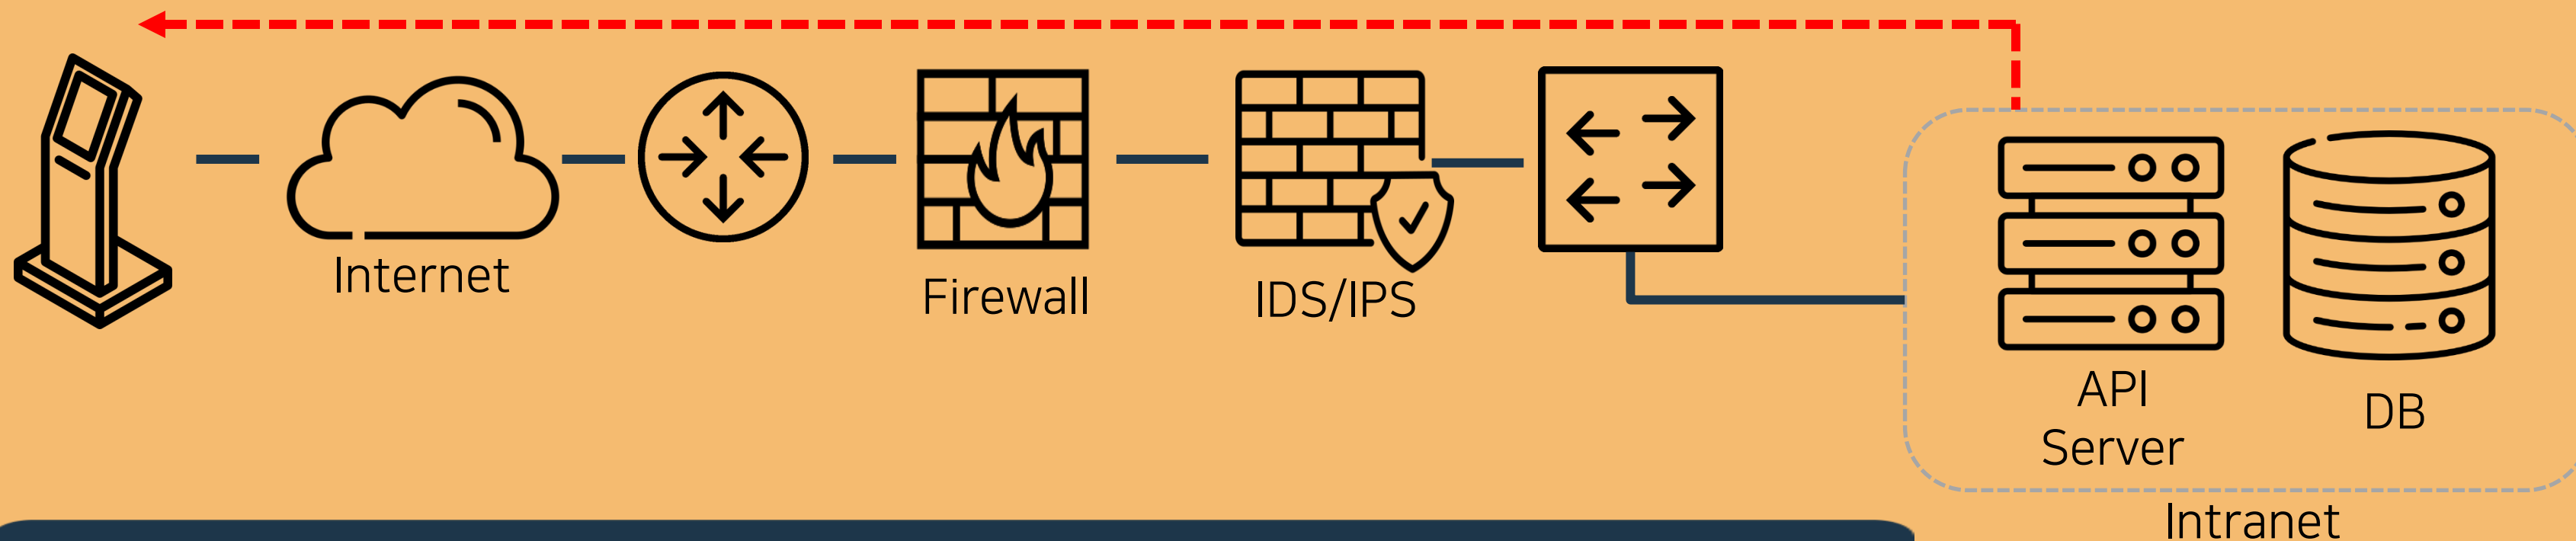 Internet
Firewall
IDS/IPS
API
Server
DB
Intranet